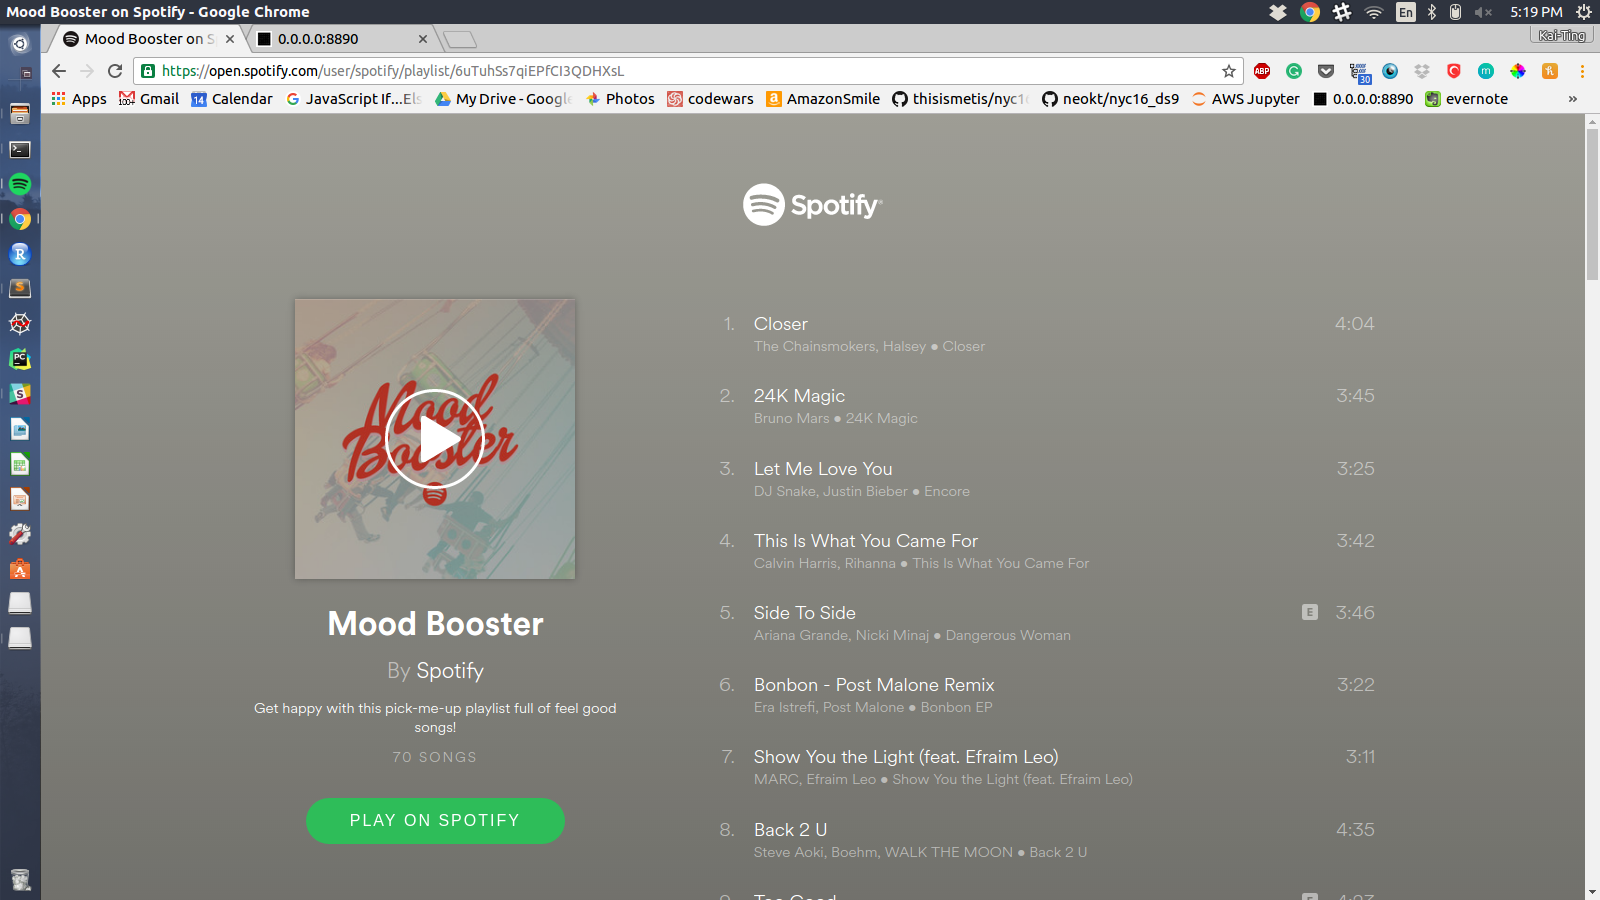 Mood Booster on Spotify - Google Chrome
En
5:19 PM
Mood Booster on S
0.0.0.0:8890
Kai-Ting
https://open.spotify.com/user/spotify/playlist/6uTuhSs7qiEPfCI3QDHXsL
ABP
30
Apps
Gmail
Calendar
JavaScript If...Els
My Drive - Google
Photos
codewars
AmazonSmile
thisismetis/nyc1
neokt/nyc16_ds9
AWS Jupyter
0.0.0.0:8890
evernote
»
Spotify
Mood
Booster
Mood Booster
By Spotify
Get happy with this pick-me-up playlist full of feel good
songs!
70 SONGS
PLAY ON SPOTIFY
1. Closer 4:04
The Chainsmokers, Halsey ● Closer
2. 24K Magic 3:45
Bruno Mars ● 24K Magic
3. Let Me Love You 3:25
DJ Snake, Justin Bieber ● Encore
4. This Is What You Came For 3:42
Calvin Harris, Rihanna ● This Is What You Came For
5. Side To Side E 3:46
Ariana Grande, Nicki Minaj ● Dangerous Woman
6. Bonbon - Post Malone Remix 3:22
Era Istrefi, Post Malone ● Bonbon EP
7. Show You the Light (feat. Efraim Leo) 3:11
MARC, Efraim Leo ● Show You the Light (feat. Efraim Leo)
8. Back 2 U 4:35
Steve Aoki, Boehm, WALK THE MOON ● Back 2 U